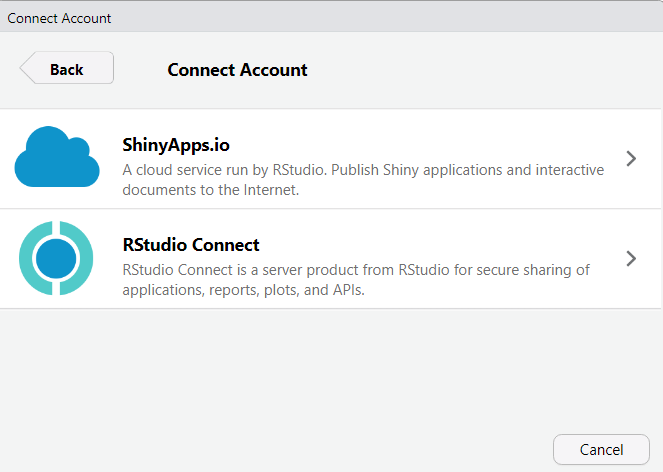 Connect Account
Back
Connect Account
ShinyApps.io
A cloud service run by RStudio. Publish Shiny applications and interactive
documents to the Internet.
RStudio Connect
RStudio Connect is a server product from RStudio for secure sharing of
applications, reports, plots, and APIs.
Cancel